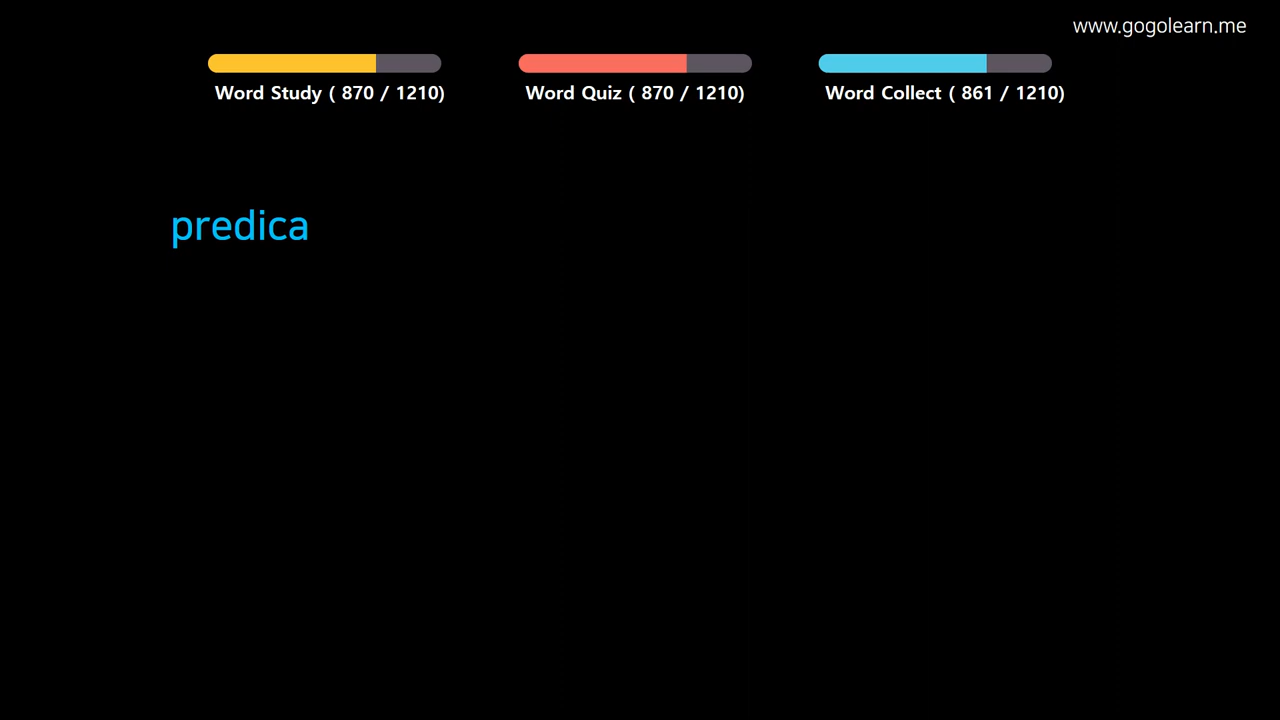 www.gogolearn.me
Word Study ( 870 / 1210)
Word Quiz ( 870 / 1210)
Word Collect ( 861 / 1210)
predica